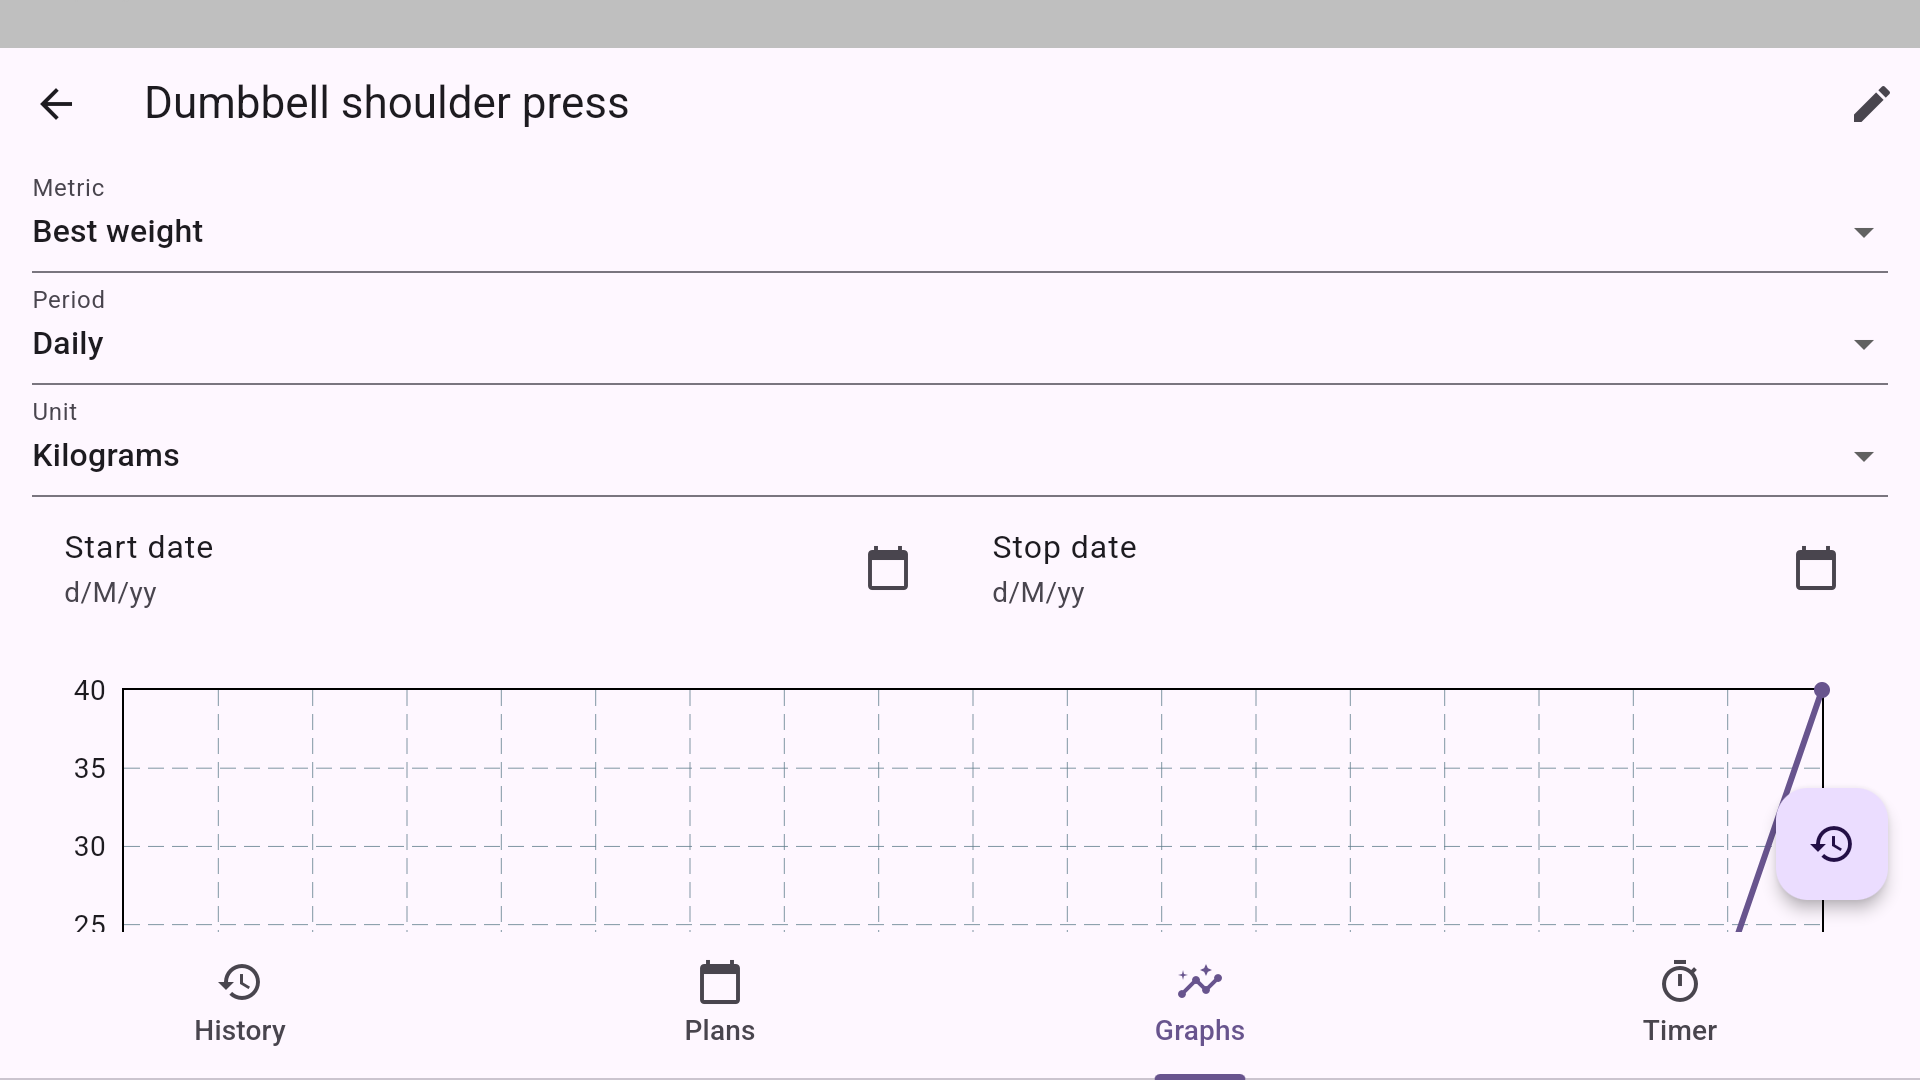 Dumbbell shoulder press
Metric
Best weight
Period
Daily
Unit
Kilograms
Start date
d/M/yy
Stop date
d/M/yy
40
35
30
25
History
Plans
Graphs
Timer